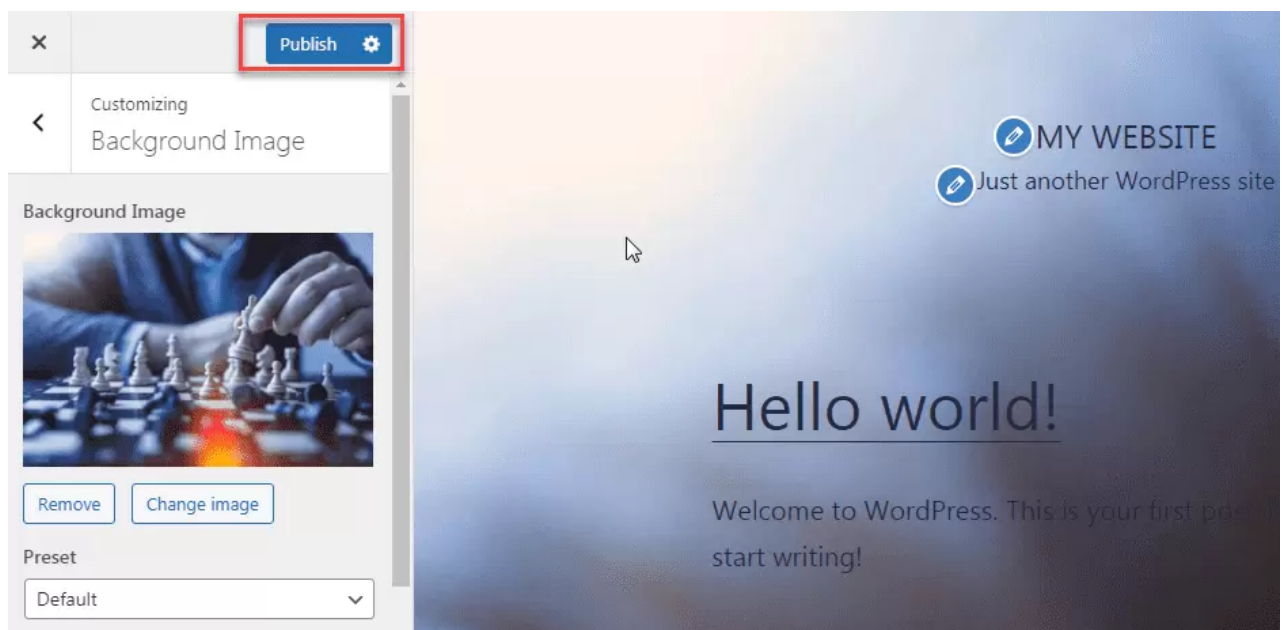 Publish
Customizing
Background Image
Background Image
Remove
Change image
Preset
Default
MY WEBSITE
Just another WordPress site
Hello world!
Welcome to WordPress. This is your first post.
start writing!